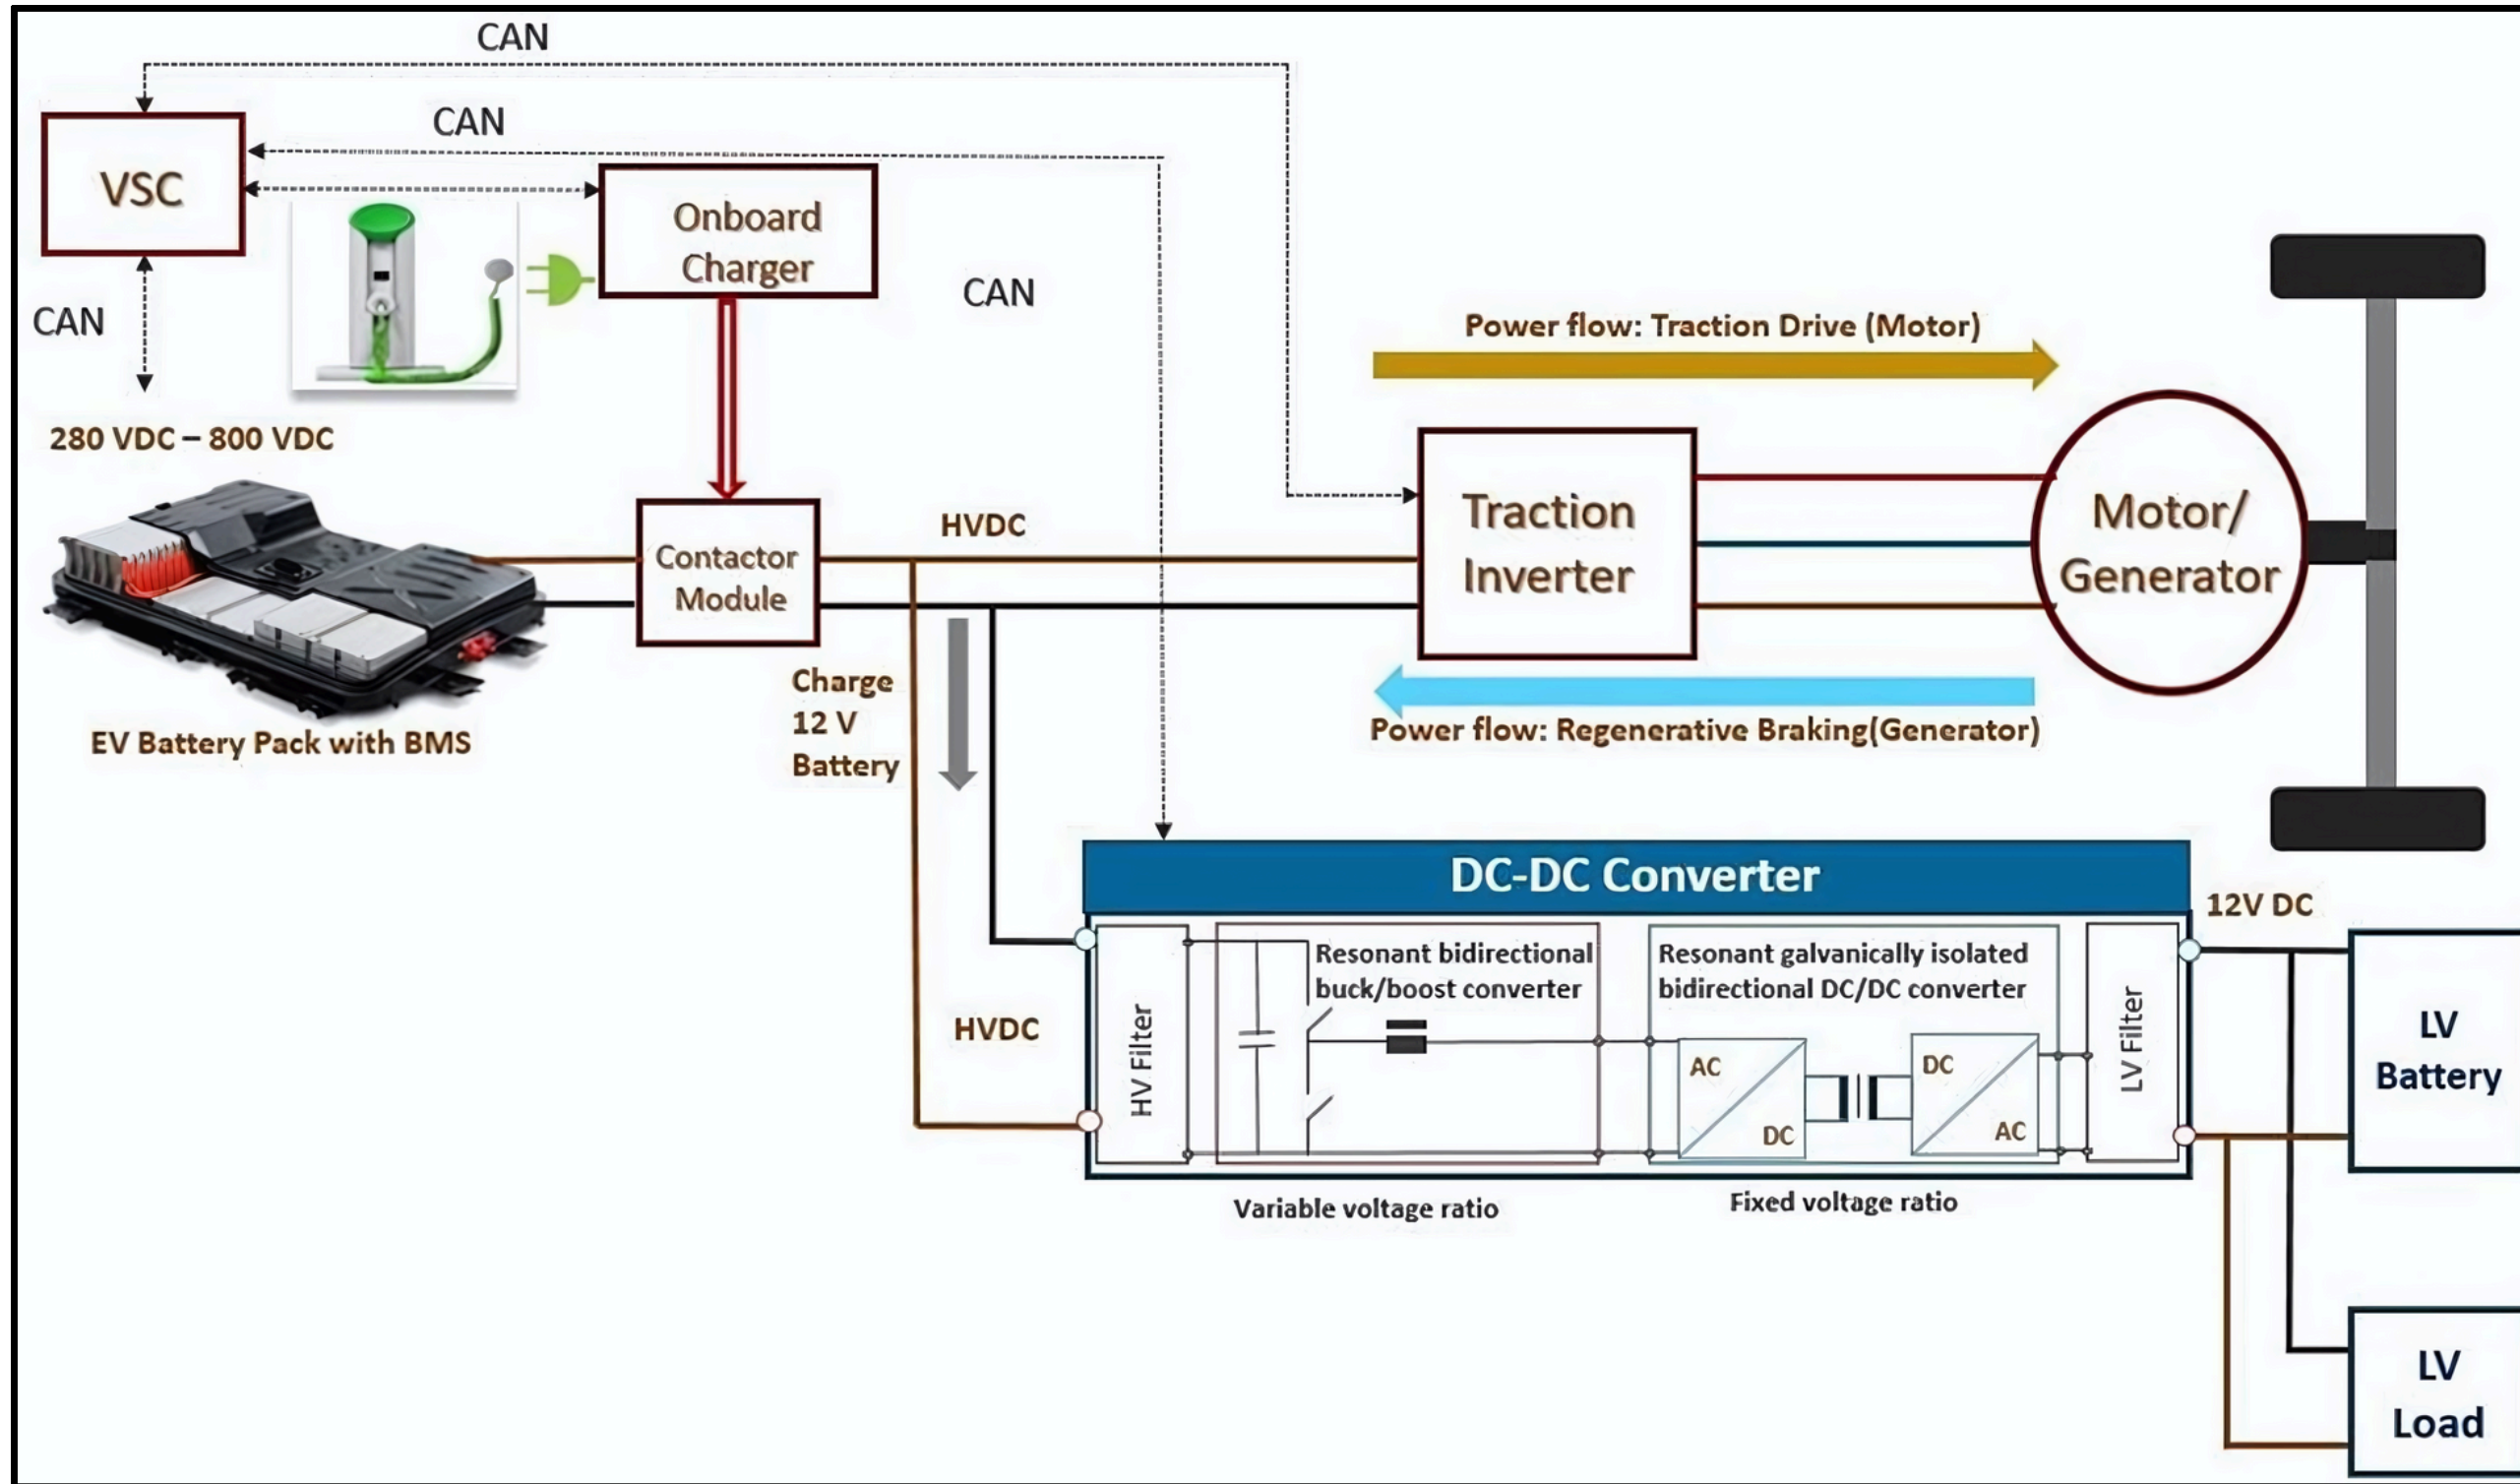 CAN
CAN
VSC
Onboard
Charger
CAN
CAN
280 VDC – 800 VDC
Power flow: Traction Drive (Motor)
HVDC
Contactor
Module
Traction
Inverter
Motor/
Generator
Charge
12 V
Battery
EV Battery Pack with BMS
Power flow: Regenerative Braking(Generator)
DC-DC Converter
12V DC
Resonant bidirectional
buck/boost converter
Resonant galvanically isolated
bidirectional DC/DC converter
HVDC
HV Filter
AC
DC
DC
AC
LV Filter
LV
Battery
Variable voltage ratio
Fixed voltage ratio
LV
Load